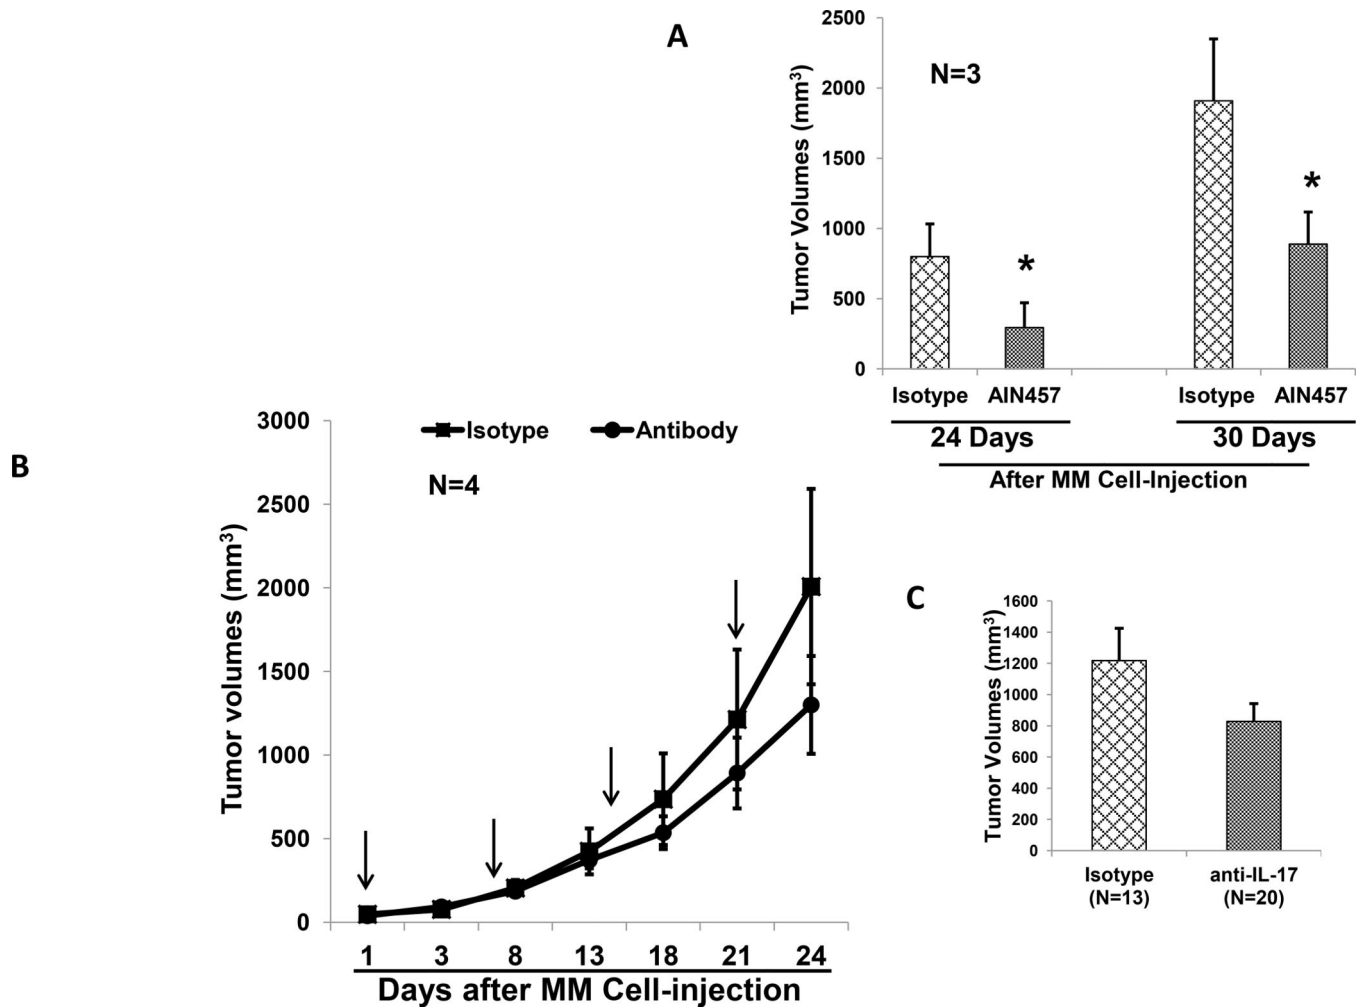 A
Tumor Volumes (mm³)
2500
2000
1500
1000
500
0
N=3
*
*
Isotype AIN457 Isotype AIN457
24 Days 30 Days
After MM Cell-Injection
B
Tumor volumes (mm³)
3000
2500
2000
1500
1000
500
0
Isotype Antibody
N=4
1 3 8 13 18 21 24
Days after MM Cell-injection
C
Tumor Volumes (mm³)
1600
1400
1200
1000
800
600
400
200
0
Isotype anti-IL-17
(N=13) (N=20)